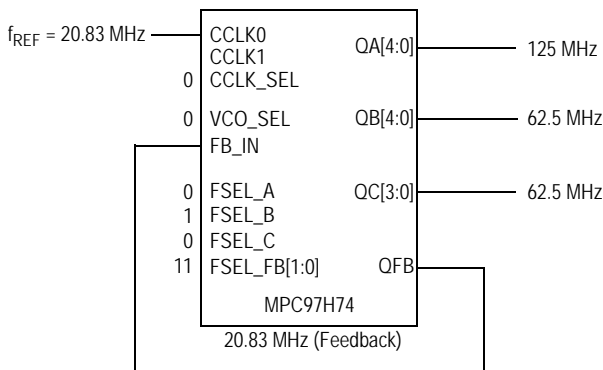 fREF = 20.83 MHz
CCLK0
CCLK1
0 CCLK_SEL
0 VCO_SEL
FB_IN
0 FSEL_A
1 FSEL_B
0 FSEL_C
11 FSEL_FB[1:0]
QA[4:0] 125 MHz
QB[4:0] 62.5 MHz
QC[3:0] 62.5 MHz
QFB
MPC97H74
20.83 MHz (Feedback)